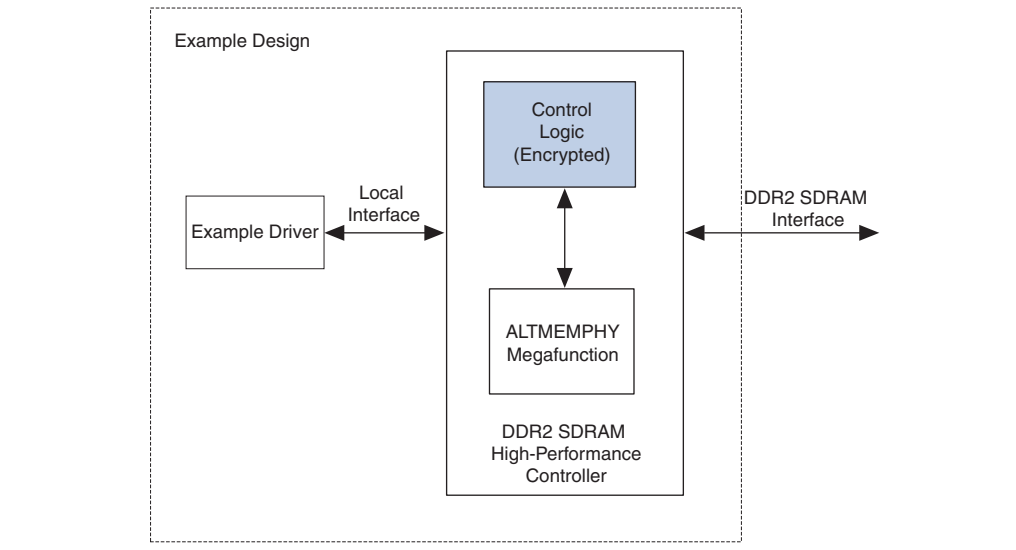 Example Design
Control
Logic
(Encrypted)
Local
Interface
Example Driver
DDR2 SDRAM
Interface
ALTMEMPHY
Megafunction
DDR2 SDRAM
High-Performance
Controller